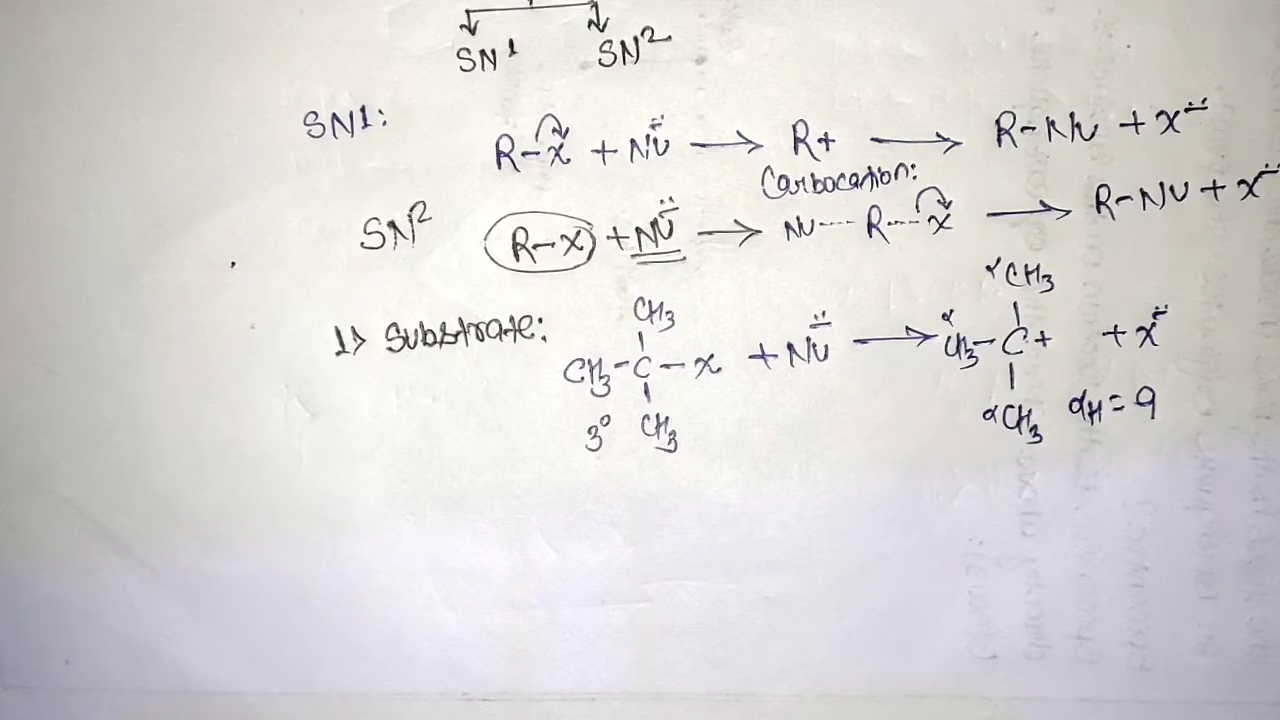 SN1 SN2
SN1:
R-x + Nu⁻ → R+ → R-Nu + x⁻
Carbocation:
SN2 R-x + Nu⁻ → Nu---R---x → R-Nu + x⁻
1> Substrate:
CH3 αCH3
CH3-C-x + Nu⁻ → αCH3-C+ + x⁻
3° CH3 αCH3 αH = 9